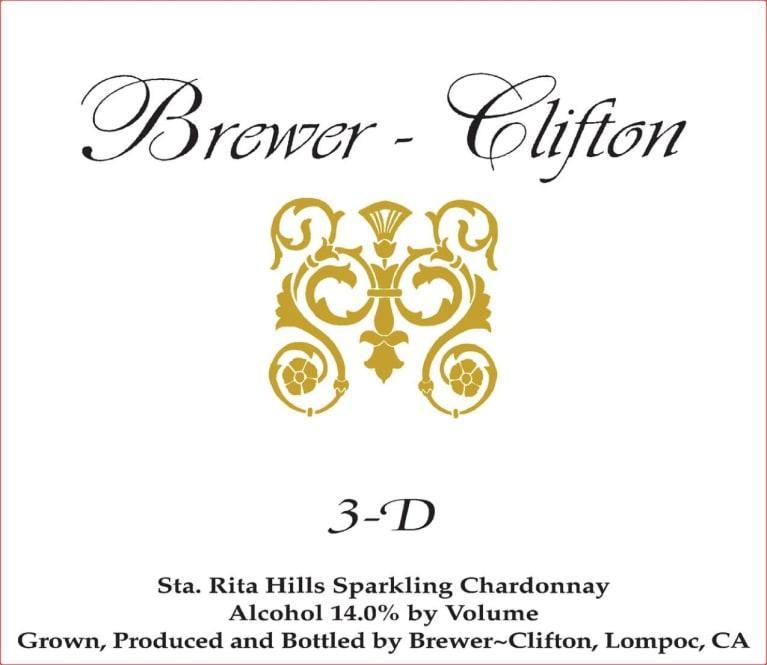 Brewer - Clifton
3-D
Sta. Rita Hills Sparkling Chardonnay
Alcohol 14.0% by Volume
Grown, Produced and Bottled by Brewer~Clifton, Lompoc, CA